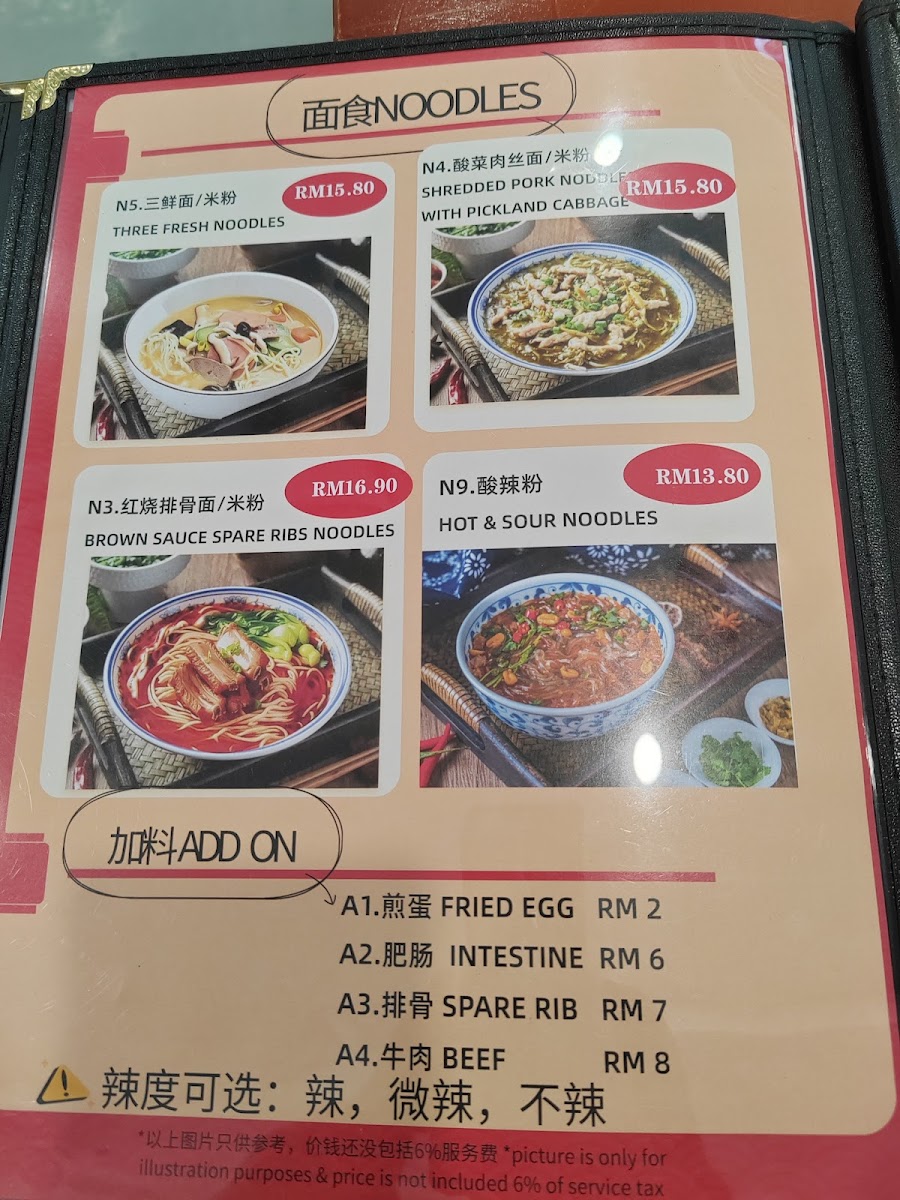 面食NOODLES
N5.三鲜面/米粉
RM15.80
THREE FRESH NOODLES
N4.酸菜肉丝面/米粉
SHREDDED PORK NOODLE
RM15.80
WITH PICKLAND CABBAGE
N3.红烧排骨面/米粉
RM16.90
BROWN SAUCE SPARE RIBS NOODLES
N9.酸辣粉
RM13.80
HOT & SOUR NOODLES
加料ADD ON
A1.煎蛋 FRIED EGG RM 2
A2.肥肠 INTESTINE RM 6
A3.排骨 SPARE RIB RM 7
A4.牛肉 BEEF RM 8
辣度可选：辣，微辣，不辣
*以上图片只供参考，价钱还没包括6%服务费 *picture is only for
illustration purposes & price is not included 6% of service tax